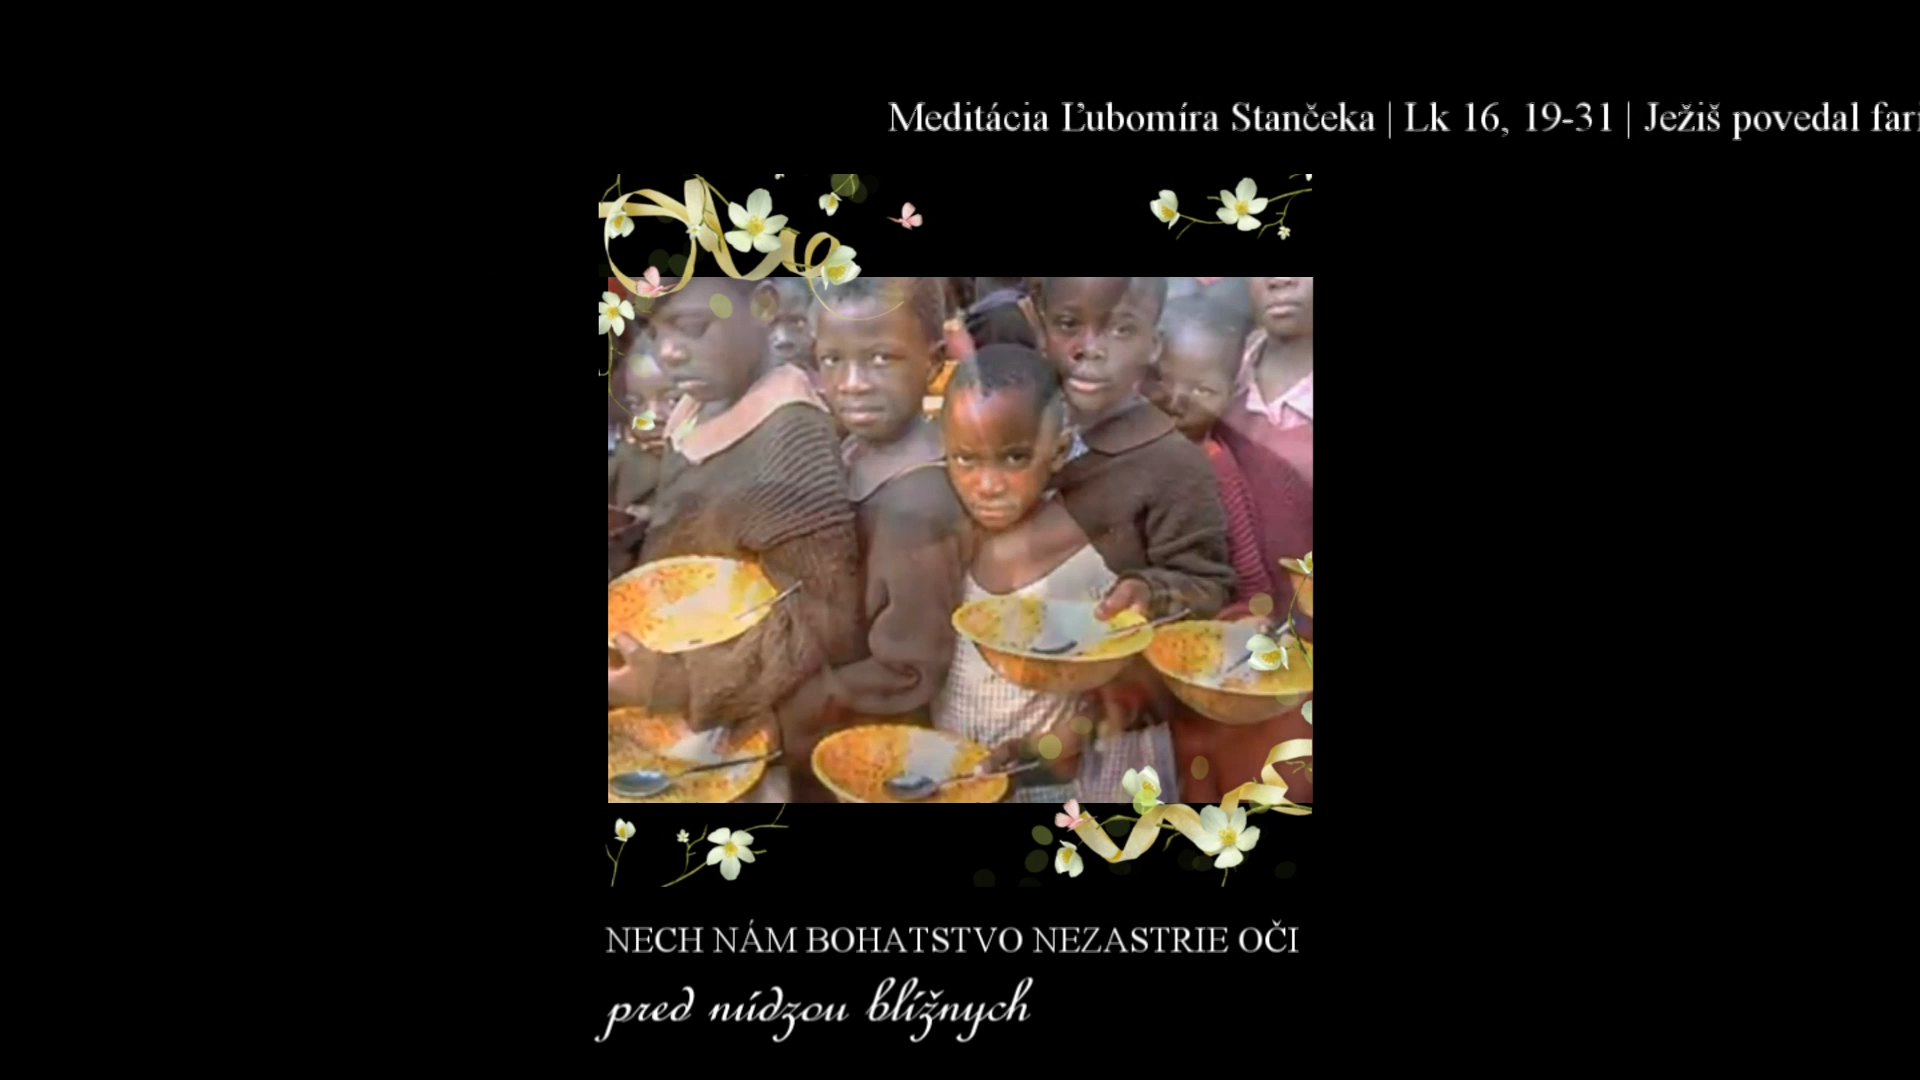 Meditácia Ľubomíra Stančeka | Lk 16, 19-31 | Ježiš povedal
NECH NÁM BOHATSTVO NEZASTRIE OČI
pred núdzou blížnych